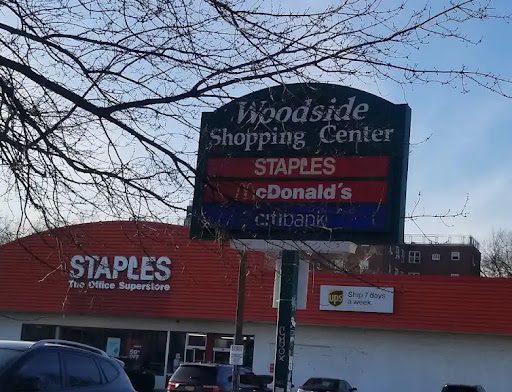 Woodside
Shopping Center
STAPLES
McDonald's
citibank
STAPLES
The Office Superstore
ups
Ship 7 days
a week.